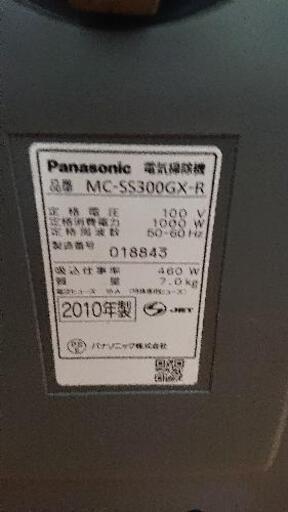 Panasonic 電気掃除機
品番 MC-SS300GX-R
定格電圧 100 V
定格消費電力 1000 W
定格周波数 50-60 Hz
製造番号 018843
吸込仕事率 460 W
質量 7.0kg
2010年製 JET
PS E
パナソニック株式会社